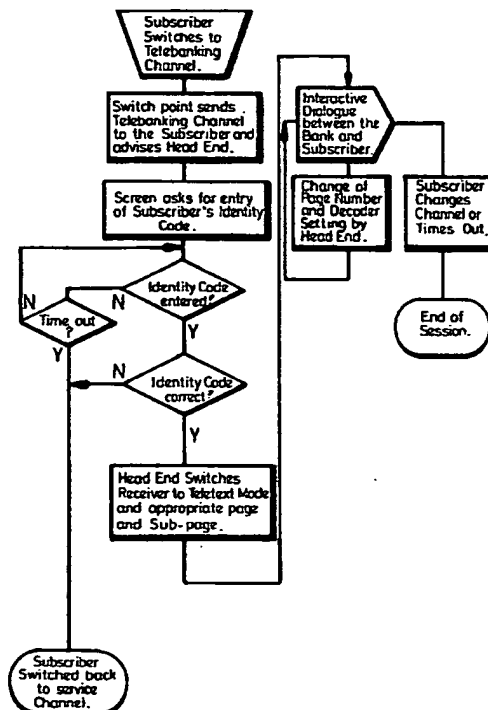 Subscriber
Switches to
Telebanking
Channel.
Switch point sends
Telebanking Channel
to the Subscriber and
advises Head End.
Screen asks for entry
of Subscriber's Identity
Code.
Identity Code
entered?
N
Y
Time out
?
N
Y
Identity Code
correct?
N
Y
Head End Switches
Receiver to Teletext Mode
and appropriate page
and Sub-page.
Subscriber
Switched back
to service
Channel.
Interactive
Dialogue
between the
Bank and
Subscriber.
Change of
Page Number
and Decoder
Setting by
Head End.
Subscriber
Changes
Channel or
Times Out.
End of
Session.